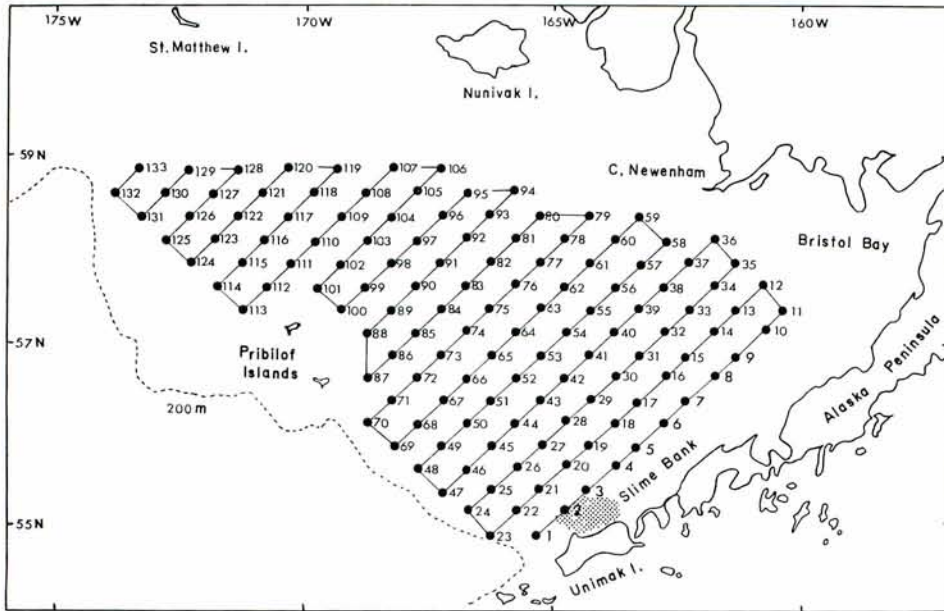 175W 170W 165W 160W
St. Matthew I.
Nunivak I.
59N
133 129 128 120 119 107 106
C. Newenham
132 130 127 121 118 108 105 95 94
131 126 122 117 109 104 96 93 80 79 59
125 123 116 110 103 97 92 81 78 60 58 36
Bristol Bay
124 115 111 102 98 91 82 77 61 57 37 35
114 112 101 99 90 83 76 62 56 38 34 12
113 100 89 84 75 63 55 39 33 13 11
57N
88 85 74 64 54 40 32 14 10
Pribilof
Islands
86 73 65 53 41 31 15 9
87 72 66 52 42 30 16 8
Alaska Peninsula
200m
71 67 51 43 29 17 7
70 68 50 44 28 18 6
69 49 45 27 19 5
48 46 26 20 4
Slime Bank
47 25 21 3
55N
24 22 2
23 1
Unimak I.